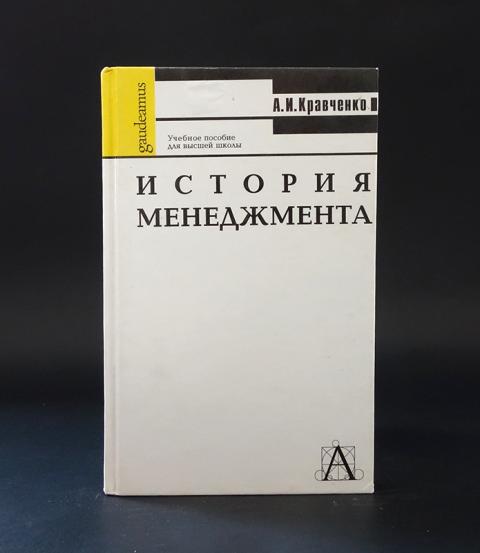 gaudeamus
А.И.Кравченко
Учебное пособие
для высшей школы
ИСТОРИЯ
МЕНЕДЖМЕНТА
А